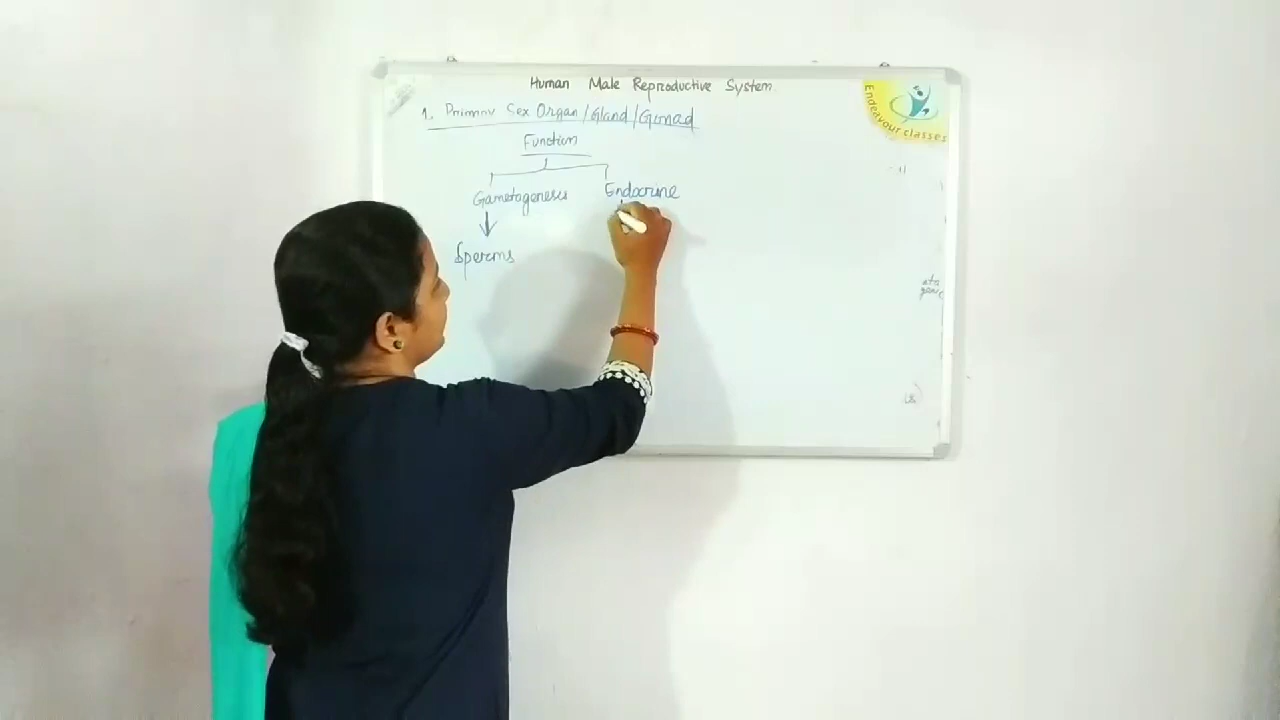 Human Male Reproductive System
1. Primary Sex Organ/Gland/Gonad
Function
Gametogenesis Endocrine
Sperms
Endeavour classes